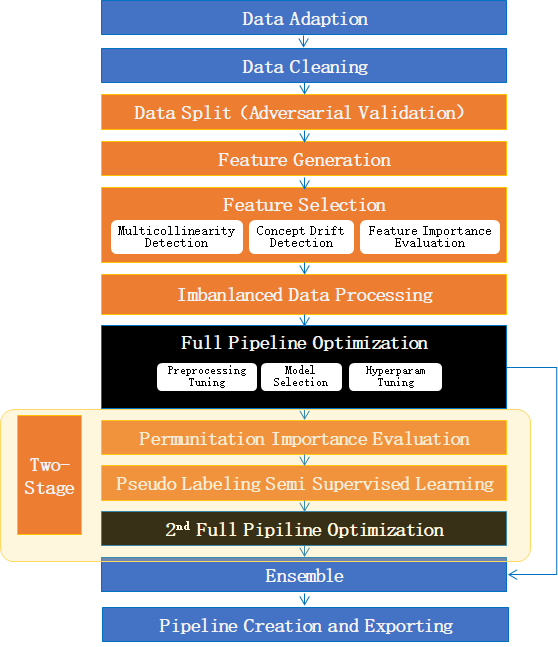 Data Adaption
Data Cleaning
Data Split（Adversarial Validation）
Feature Generation
Feature Selection
Multicollinearity
Detection
Concept Drift
Detection
Feature Importance
Evaluation
Imbanlanced Data Processing
Full Pipeline Optimization
Preprocessing
Tuning
Model
Selection
Hyperparam
Tuning
Two-
Stage
Permunitation Importance Evaluation
Pseudo Labeling Semi Supervised Learning
2nd Full Pipiline Optimization
Ensemble
Pipeline Creation and Exporting